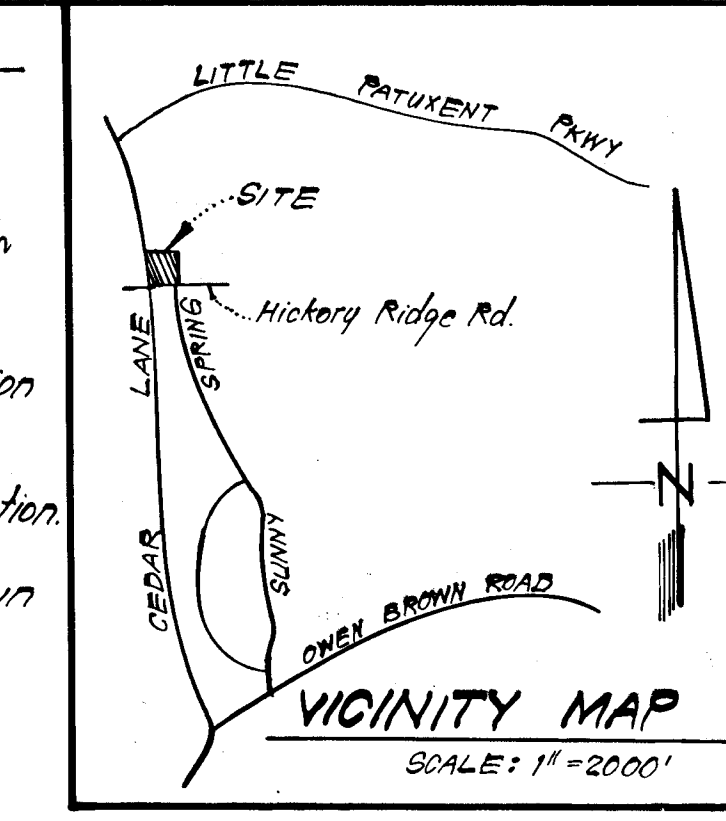 LITTLE PATUXENT PKWY
SITE
Hickory Ridge Rd.
LANE
SPRING
tion.
CEDAR
SUNNY
OWEN BROWN ROAD
N
VICINITY MAP
SCALE: 1" = 2000'